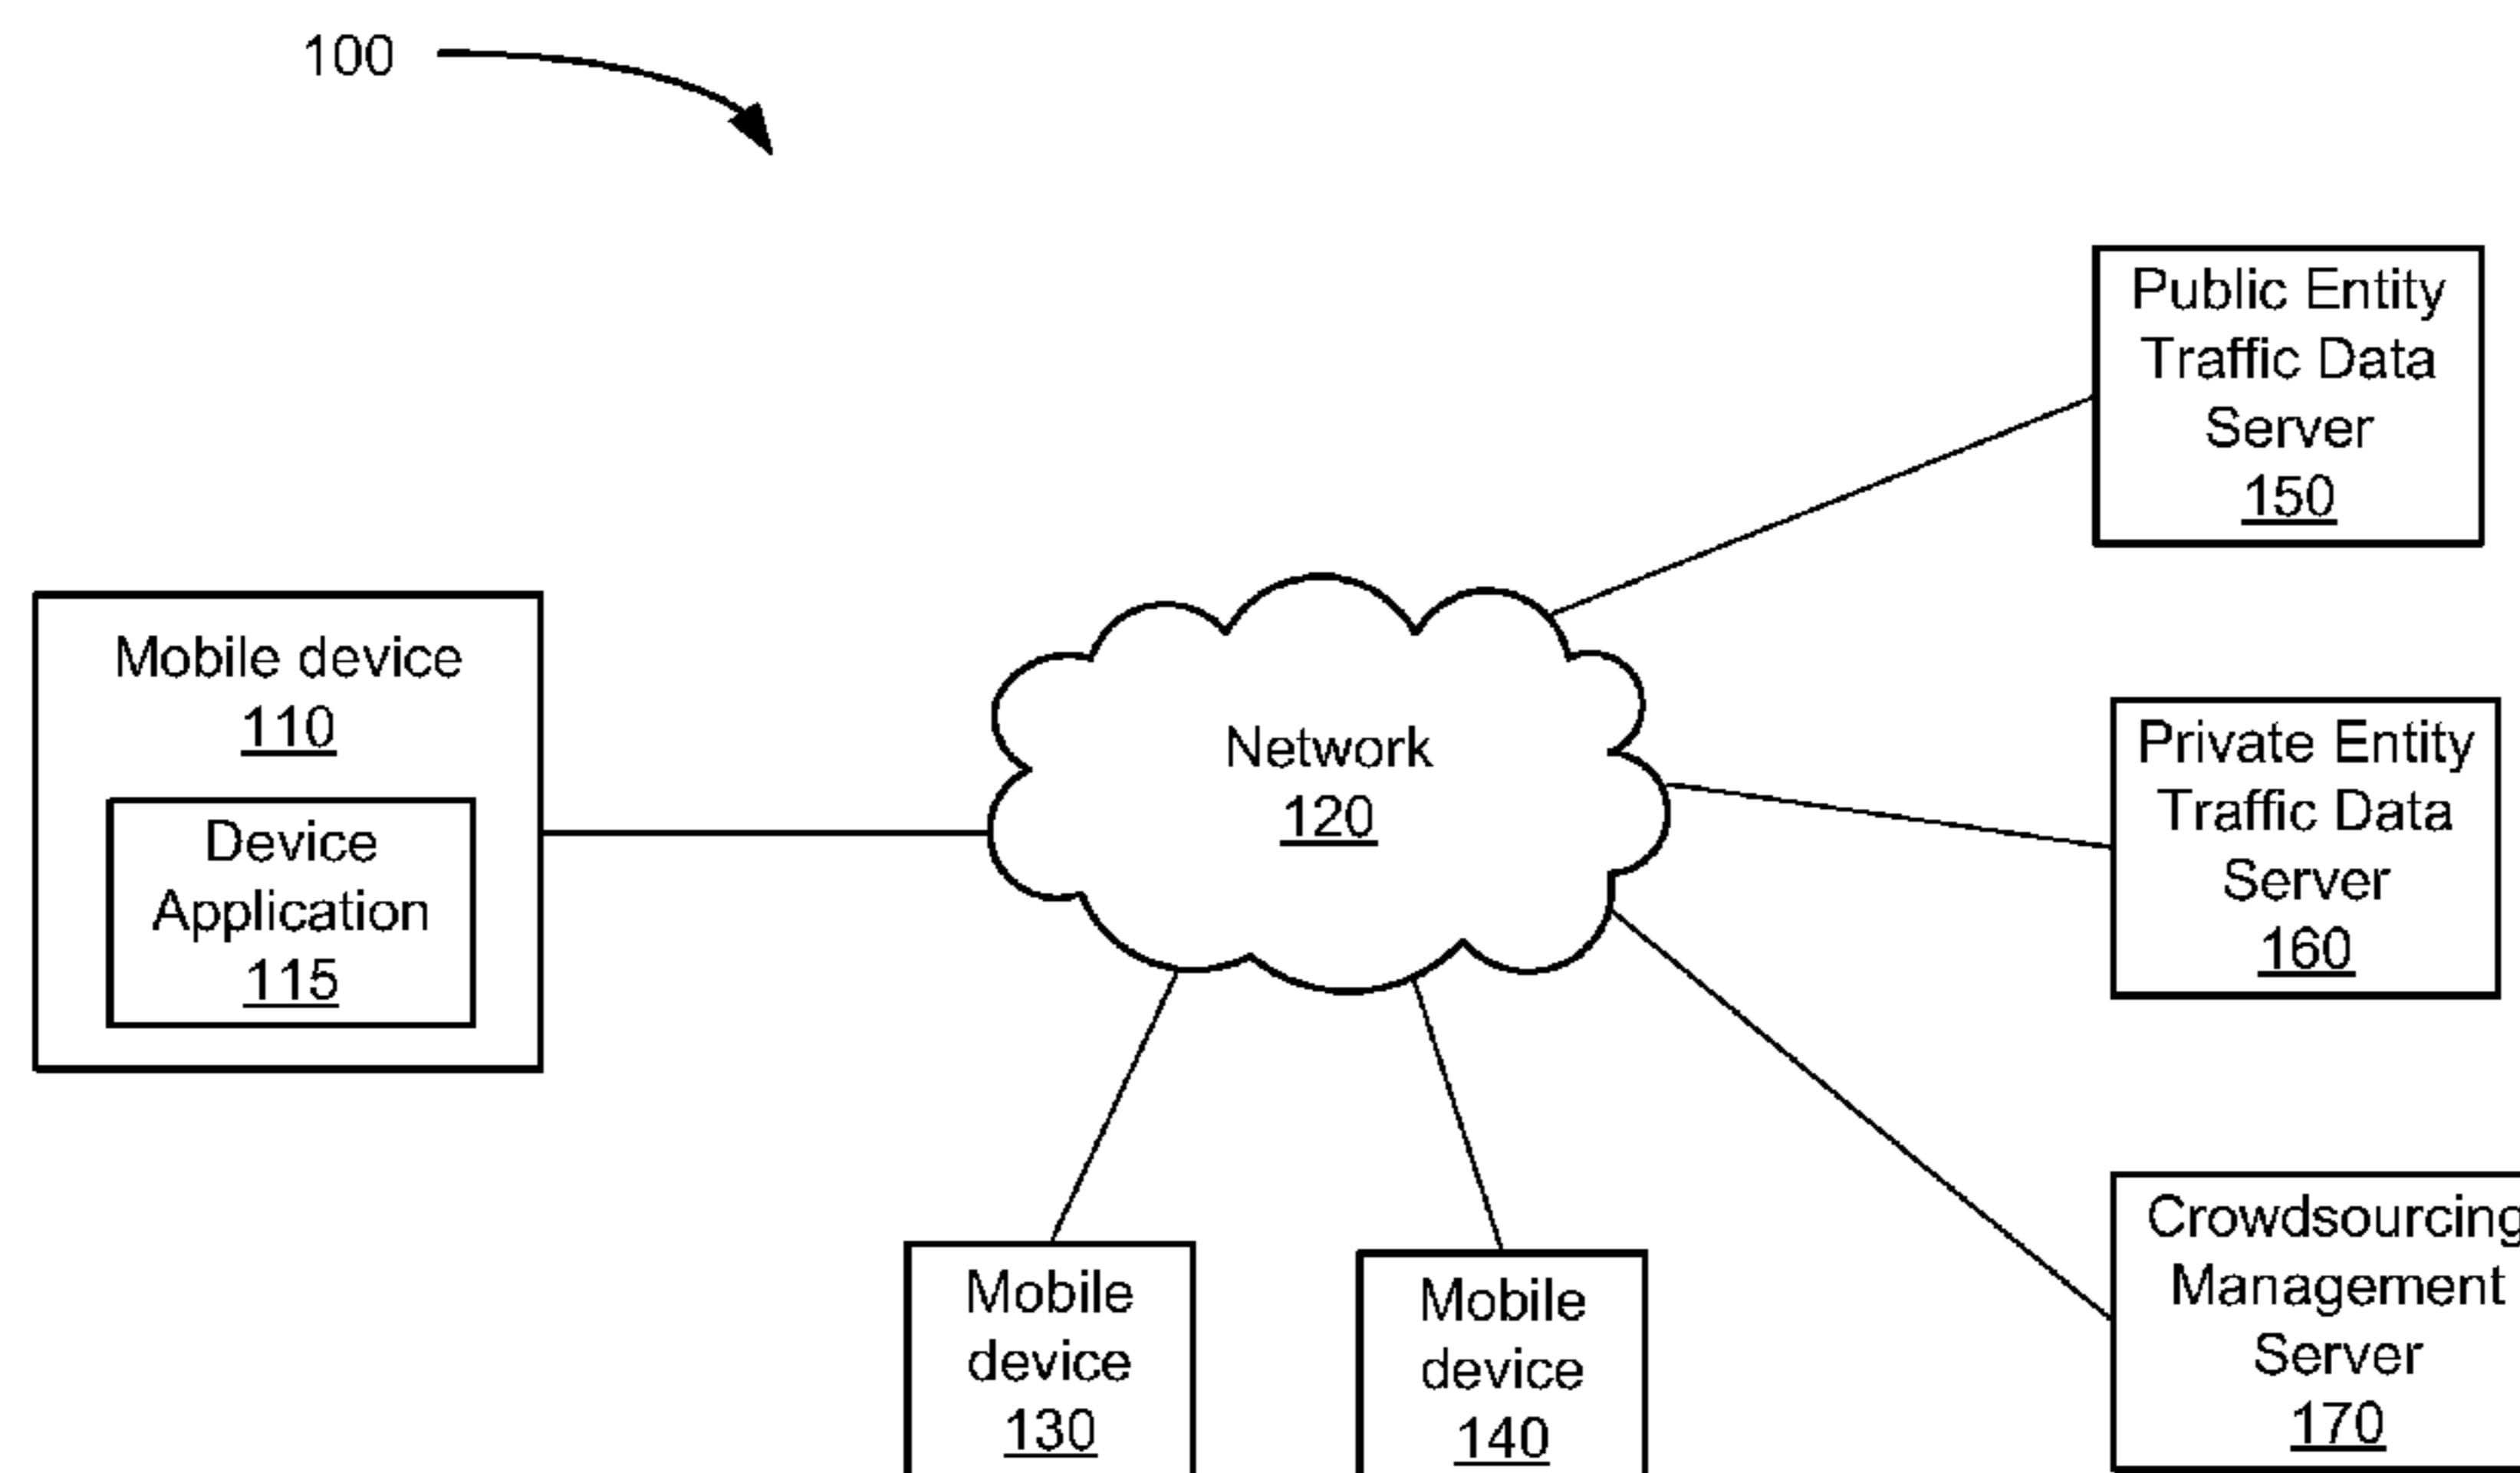 100
Public Entity
Traffic Data
Server
150
Mobile device
110
Device
Application
115
Network
120
Private Entity
Traffic Data
Server
160
Mobile
device
130
Mobile
device
140
Crowdsourcing
Management
Server
170